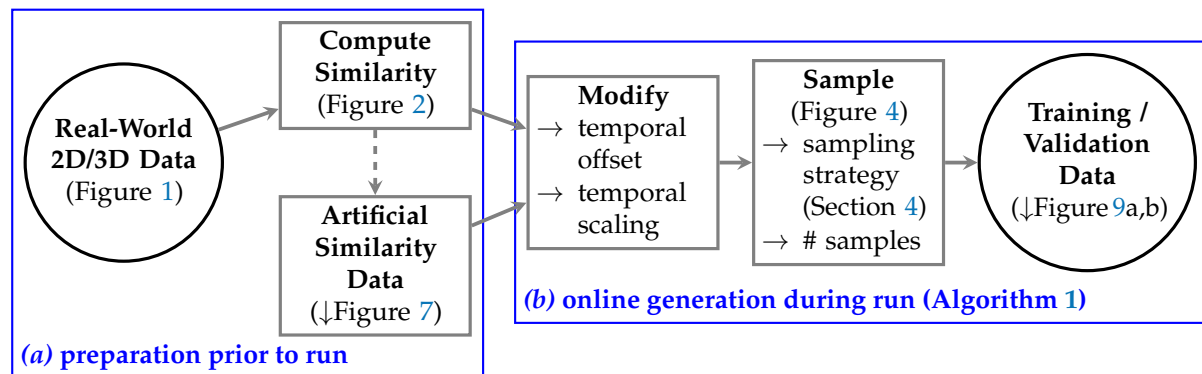 Real-World
2D/3D Data
(Figure 1)
Compute
Similarity
(Figure 2)
Artificial
Similarity
Data
(↓Figure 7)
(a) preparation prior to run
Modify
→ temporal
offset
→ temporal
scaling
Sample
(Figure 4)
→ sampling
strategy
(Section 4)
→ # samples
Training /
Validation
Data
(↓Figure 9a,b)
(b) online generation during run (Algorithm 1)